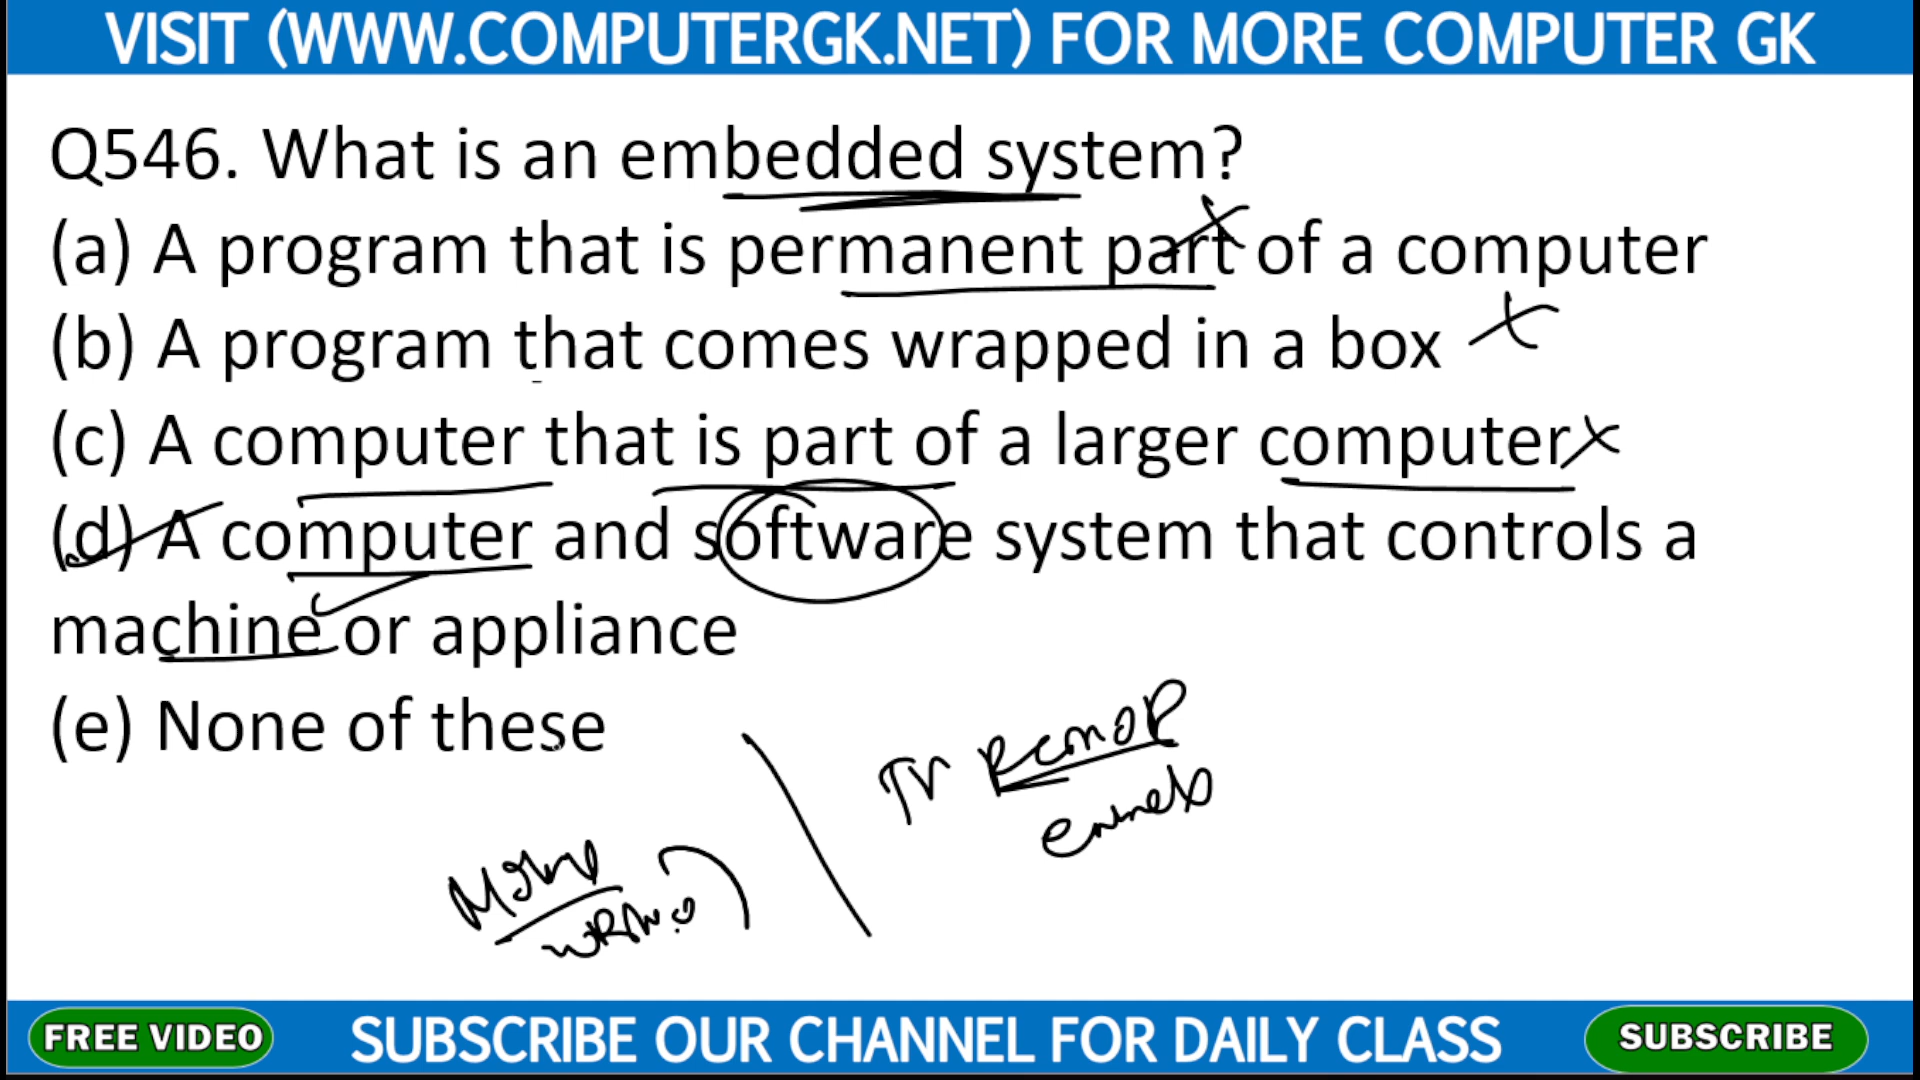 VISIT (WWW.COMPUTERGK.NET) FOR MORE COMPUTER GK
Q546. What is an embedded system?
(a) A program that is permanent part of a computer
(b) A program that comes wrapped in a box
(c) A computer that is part of a larger computer
(d) A computer and software system that controls a
machine or appliance
(e) None of these
TV
FREE VIDEO
SUBSCRIBE OUR CHANNEL FOR DAILY CLASS
SUBSCRIBE